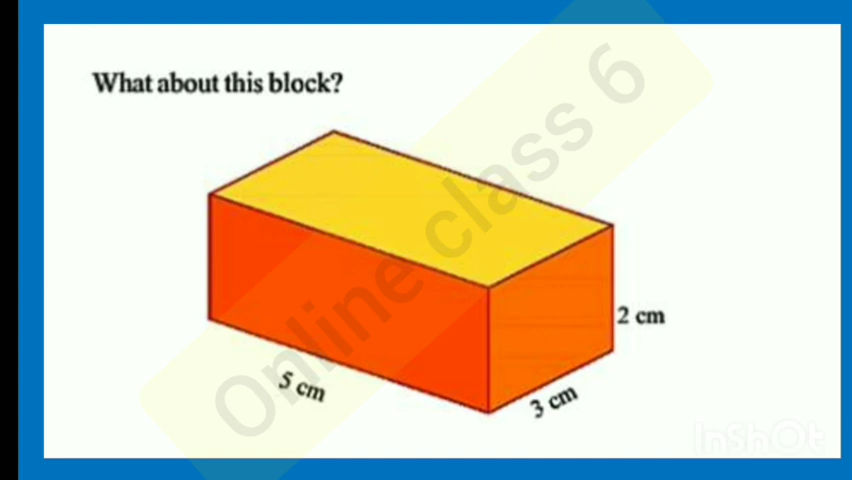 What about this block?
Online class 6
2 cm
5 cm
3 cm
InShOt